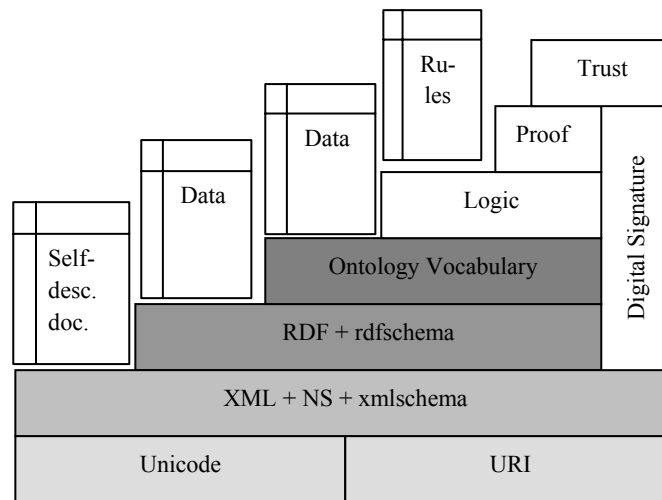 Ru-
les
Trust
Data
Proof
Data
Logic
Self-
desc.
doc.
Ontology Vocabulary
Digital Signature
RDF + rdfschema
XML + NS + xmlschema
Unicode
URI